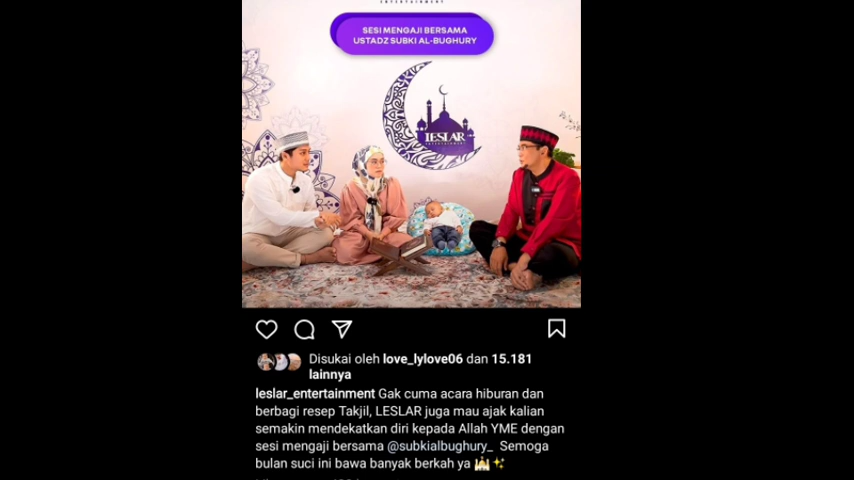 ENTERTAINMENT
SESI MENGAJI BERSAMA
USTADZ SUBKI AL-BUGHURY
LESLAR
ENTERTAINMENT
Disukai oleh love_lylove06 dan 15.181
lainnya
leslar_entertainment Gak cuma acara hiburan dan
berbagi resep Takjil, LESLAR juga mau ajak kalian
semakin mendekatkan diri kepada Allah YME dengan
sesi mengaji bersama @subkialbughury_ Semoga
bulan suci ini bawa banyak berkah ya 🕌✨